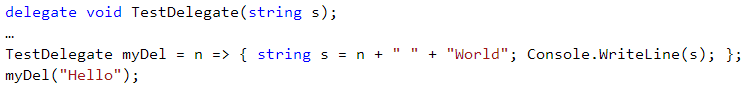 delegate void TestDelegate(string s);
…
TestDelegate myDel = n => { string s = n + " " + "World"; Console.WriteLine(s); };
myDel("Hello");